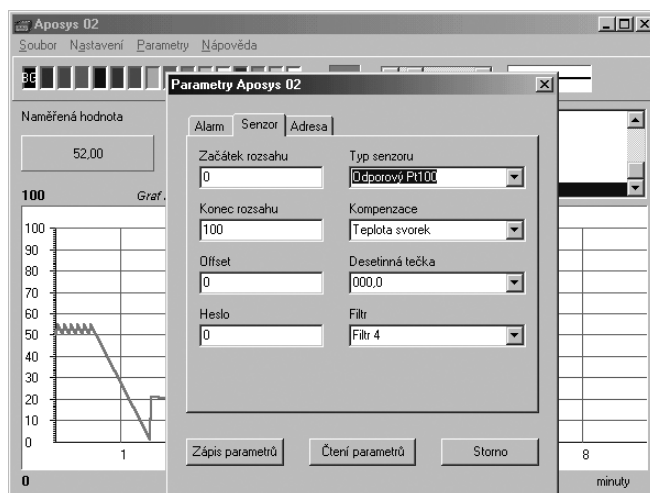 Aposys 02
Soubor Nastavení Parametry Nápověda
BG
Naměřená hodnota
52,00
100
Graf
100
90
80
70
60
50
40
30
20
10
0
1
8
0
minuty
Parametry Aposys 02
Alarm Senzor Adresa
Začátek rozsahu Typ senzoru
0 Odporový Pt100
Konec rozsahu Kompenzace
100 Teplota svorek
Offset Desetinná tečka
0 000,0
Heslo Filtr
0 Filtr 4
Zápis parametrů Čtení parametrů Storno